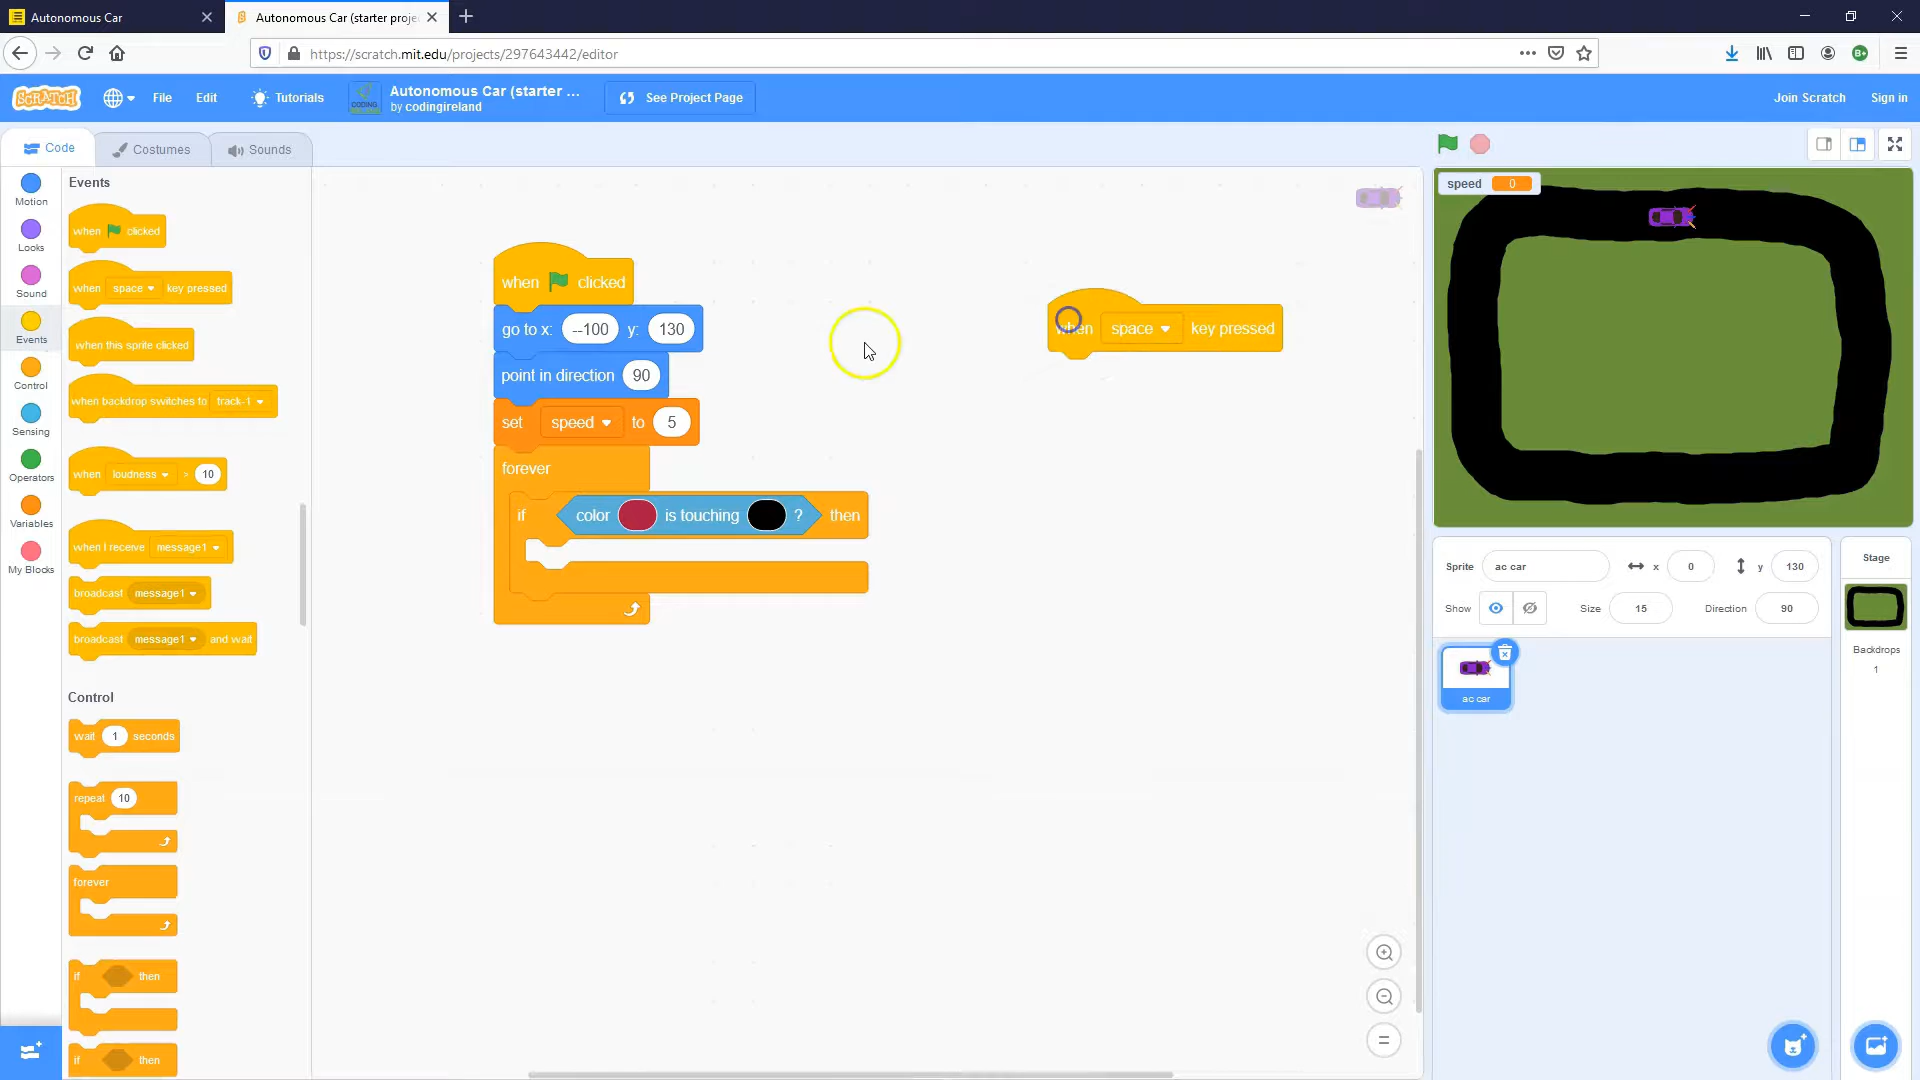 Autonomous Car
Autonomous Car (starter proje
https://scratch.mit.edu/projects/297643442/editor
SCRATCH
File
Edit
Tutorials
Autonomous Car (starter ...
by codingireland
See Project Page
Join Scratch
Sign in
Code
Costumes
Sounds
Motion
Looks
Sound
Events
Control
Sensing
Operators
Variables
My Blocks
Events
when clicked
when space key pressed
when this sprite clicked
when backdrop switches to track-1
when loudness > 10
when I receive message1
broadcast message1
broadcast message1 and wait
Control
wait 1 seconds
repeat 10
forever
if then
if then
when clicked
go to x: --100 y: 130
point in direction 90
set speed to 5
forever
if color is touching ? then
when space key pressed
speed 0
Sprite ac car x 0 y 130
Show Size 15 Direction 90
ac car
Stage
Backdrops
1